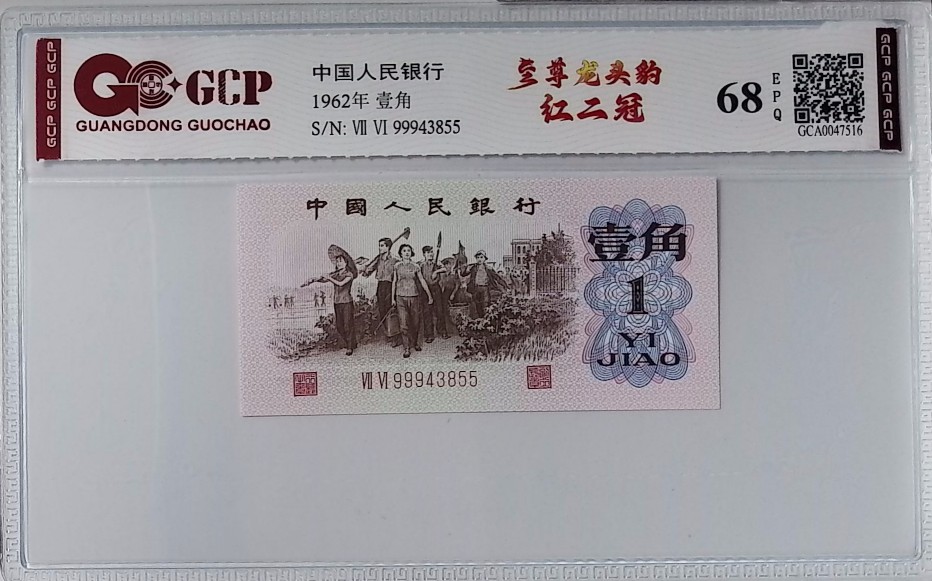 GCP GCP GCP
GCP
GUANGDONG GUOCHAO
中国人民银行
1962年 壹角
S/N: Ⅶ Ⅵ 99943855
至尊龙头豹
红二冠
68
EPQ
GCA0047516
GCP GCP GCP
中國人民銀行
壹角
1
YI
JIAO
Ⅶ Ⅵ 99943855